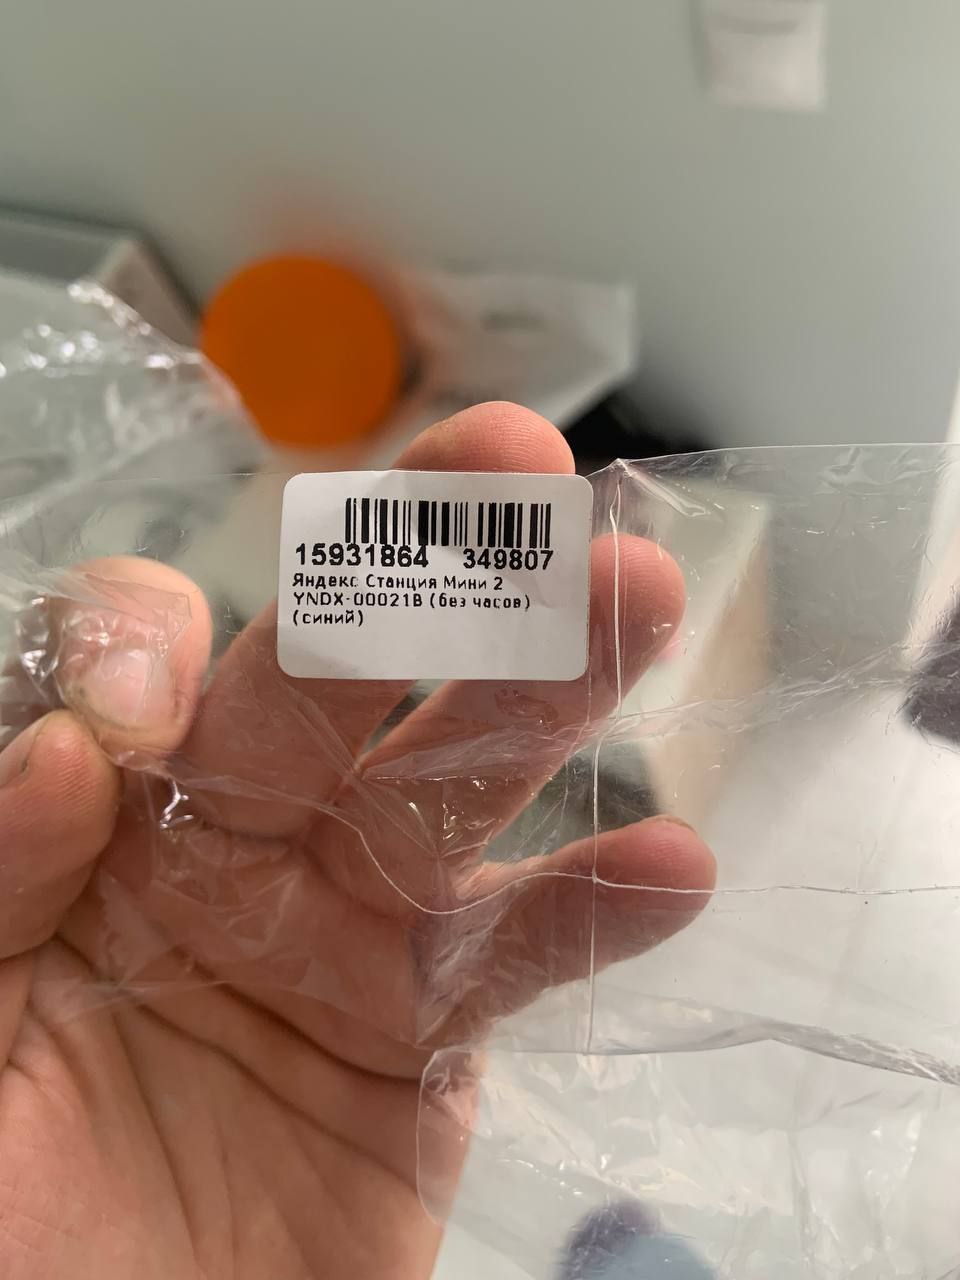 15931864 349807
Яндекс Станция Мини 2
YNDX-00021B (без часов)
(синий)